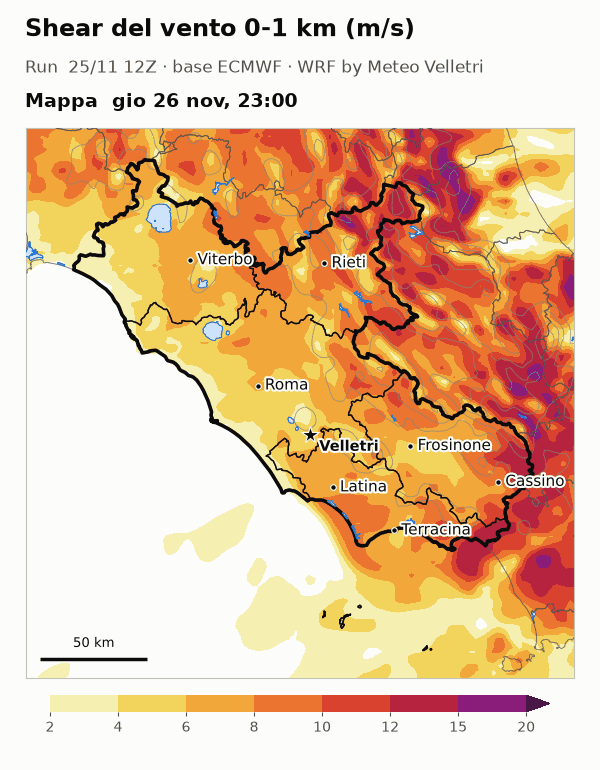 Shear del vento 0-1 km (m/s)
Run  25/11 12Z · base ECMWF · WRF by Meteo Velletri
Mappa  gio 26 nov, 23:00
Viterbo
Rieti
Roma
Velletri
Frosinone
Cassino
Latina
Terracina
50 km
2 4 6 8 10 12 15 20